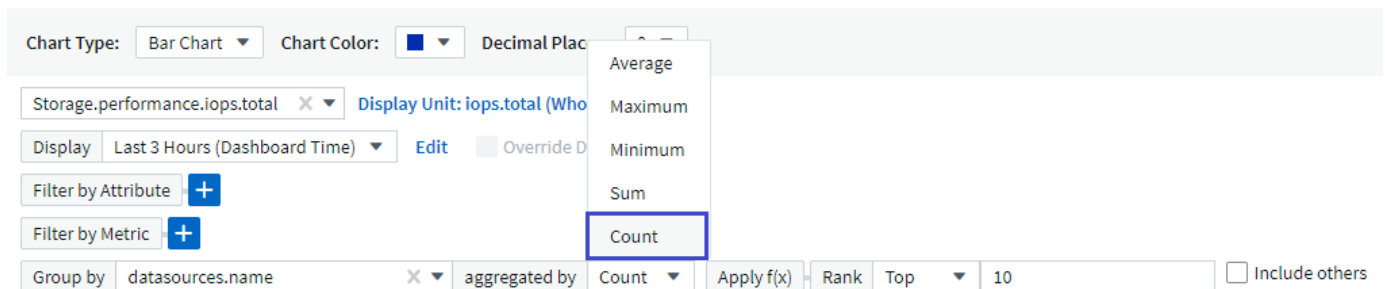 Chart Type: Bar Chart Chart Color: Decimal Plac
Average
Storage.performance.iops.total Display Unit: iops.total (Who
Maximum
Display Last 3 Hours (Dashboard Time) Edit Override D
Minimum
Filter by Attribute +
Sum
Filter by Metric +
Count
Group by datasources.name aggregated by Count Apply f(x) Rank Top 10 Include others